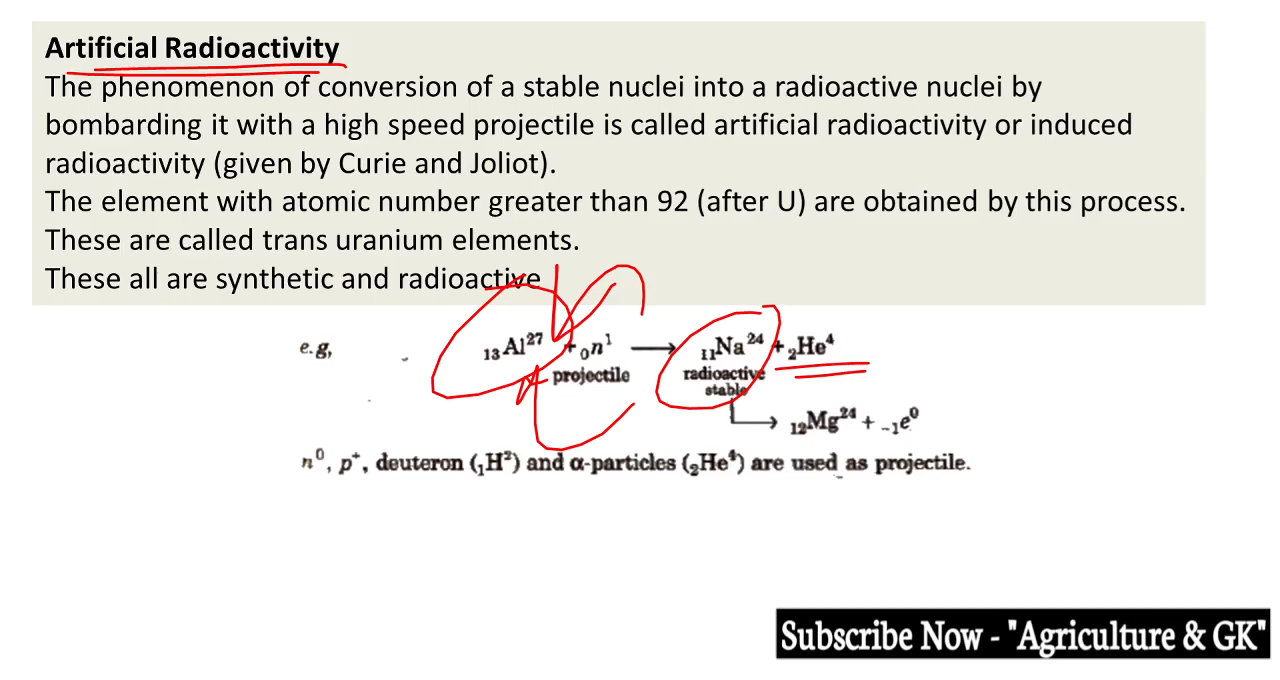 Artificial Radioactivity
The phenomenon of conversion of a stable nuclei into a radioactive nuclei by
bombarding it with a high speed projectile is called artificial radioactivity or induced
radioactivity (given by Curie and Joliot).
The element with atomic number greater than 92 (after U) are obtained by this process.
These are called trans uranium elements.
These all are synthetic and radioactive
e.g, ₁₃Al²⁷ + ₀n¹ ⟶ ₁₁Na²⁴ + ₂He⁴
projectile radioactive
stable
₁₂Mg²⁴ + ₋₁e⁰
n⁰, p⁺, deuteron (₁H²) and α-particles (₂He⁴) are used as projectile.
Subscribe Now - "Agriculture & GK"